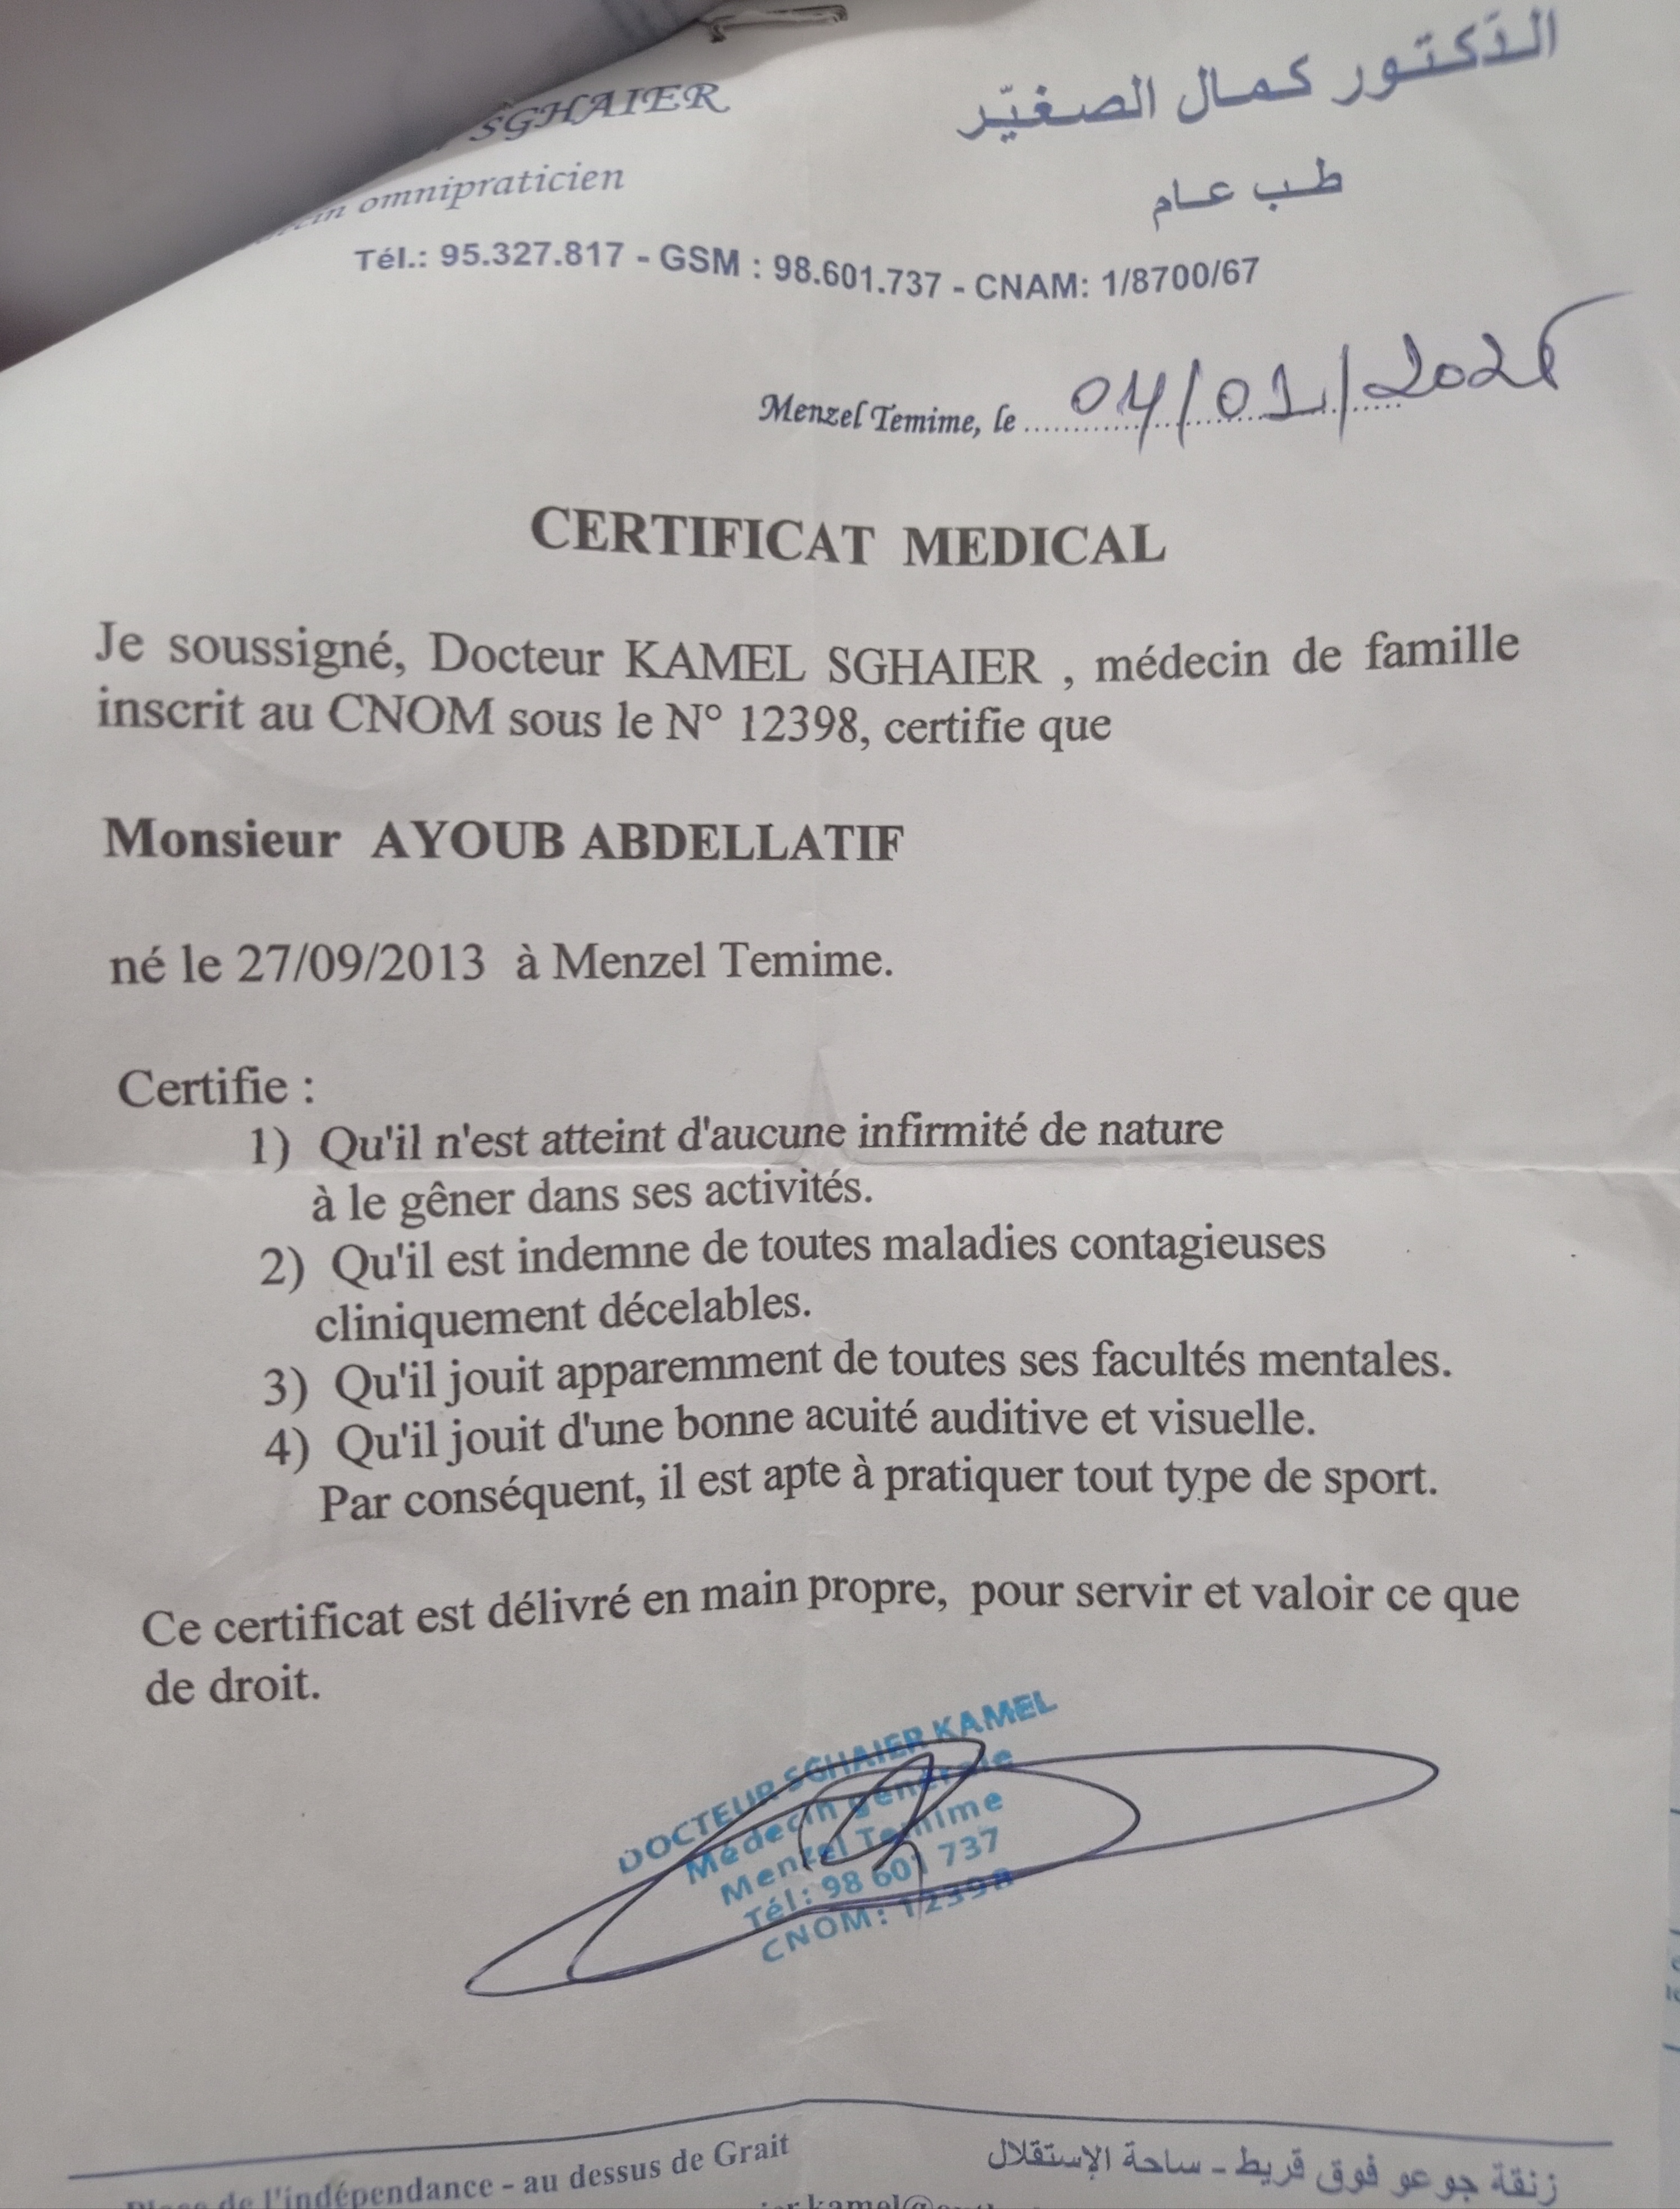 SGHAIER
omnipraticien
الدّكتور كمال الصغيّر
طب عام
Tél.: 95.327.817 - GSM : 98.601.737 - CNAM: 1/8700/67
Menzel Temime, le 04/01/2026
CERTIFICAT MEDICAL
Je soussigné, Docteur KAMEL SGHAIER , médecin de famille
inscrit au CNOM sous le N° 12398, certifie que
Monsieur AYOUB ABDELLATIF
né le 27/09/2013 à Menzel Temime.
Certifie :
1) Qu'il n'est atteint d'aucune infirmité de nature
à le gêner dans ses activités.
2) Qu'il est indemne de toutes maladies contagieuses
cliniquement décelables.
3) Qu'il jouit apparemment de toutes ses facultés mentales.
4) Qu'il jouit d'une bonne acuité auditive et visuelle.
Par conséquent, il est apte à pratiquer tout type de sport.
Ce certificat est délivré en main propre, pour servir et valoir ce que
de droit.
DOCTEUR SGHAIER KAMEL
Médecin générale
Menzel Temime
Tél: 98 601 737
CNOM: 12398
Place de l'indépendance - au dessus de Grait
زنقة جوعو فوق قريط - ساحة الإستقلال